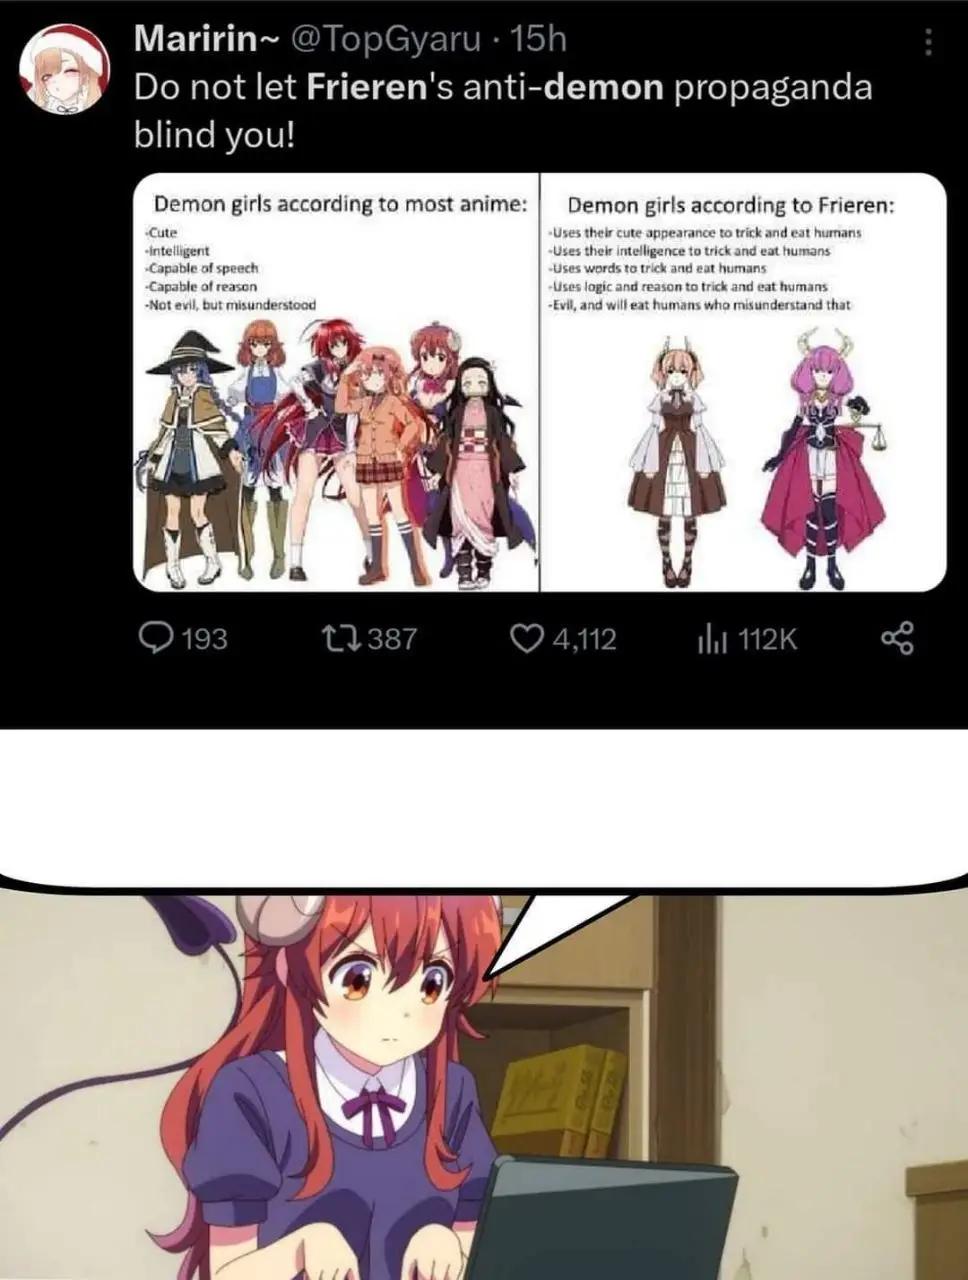 Maririn~ @TopGyaru · 15h
Do not let Frieren's anti-demon propaganda
blind you!
Demon girls according to most anime:
-Cute
-Intelligent
-Capable of speech
-Capable of reason
-Not evil, but misunderstood
Demon girls according to Frieren:
-Uses their cute appearance to trick and eat humans
-Uses their intelligence to trick and eat humans
-Uses words to trick and eat humans
-Uses logic and reason to trick and eat humans
-Evil, and will eat humans who misunderstand that
193 387 4,112 112K